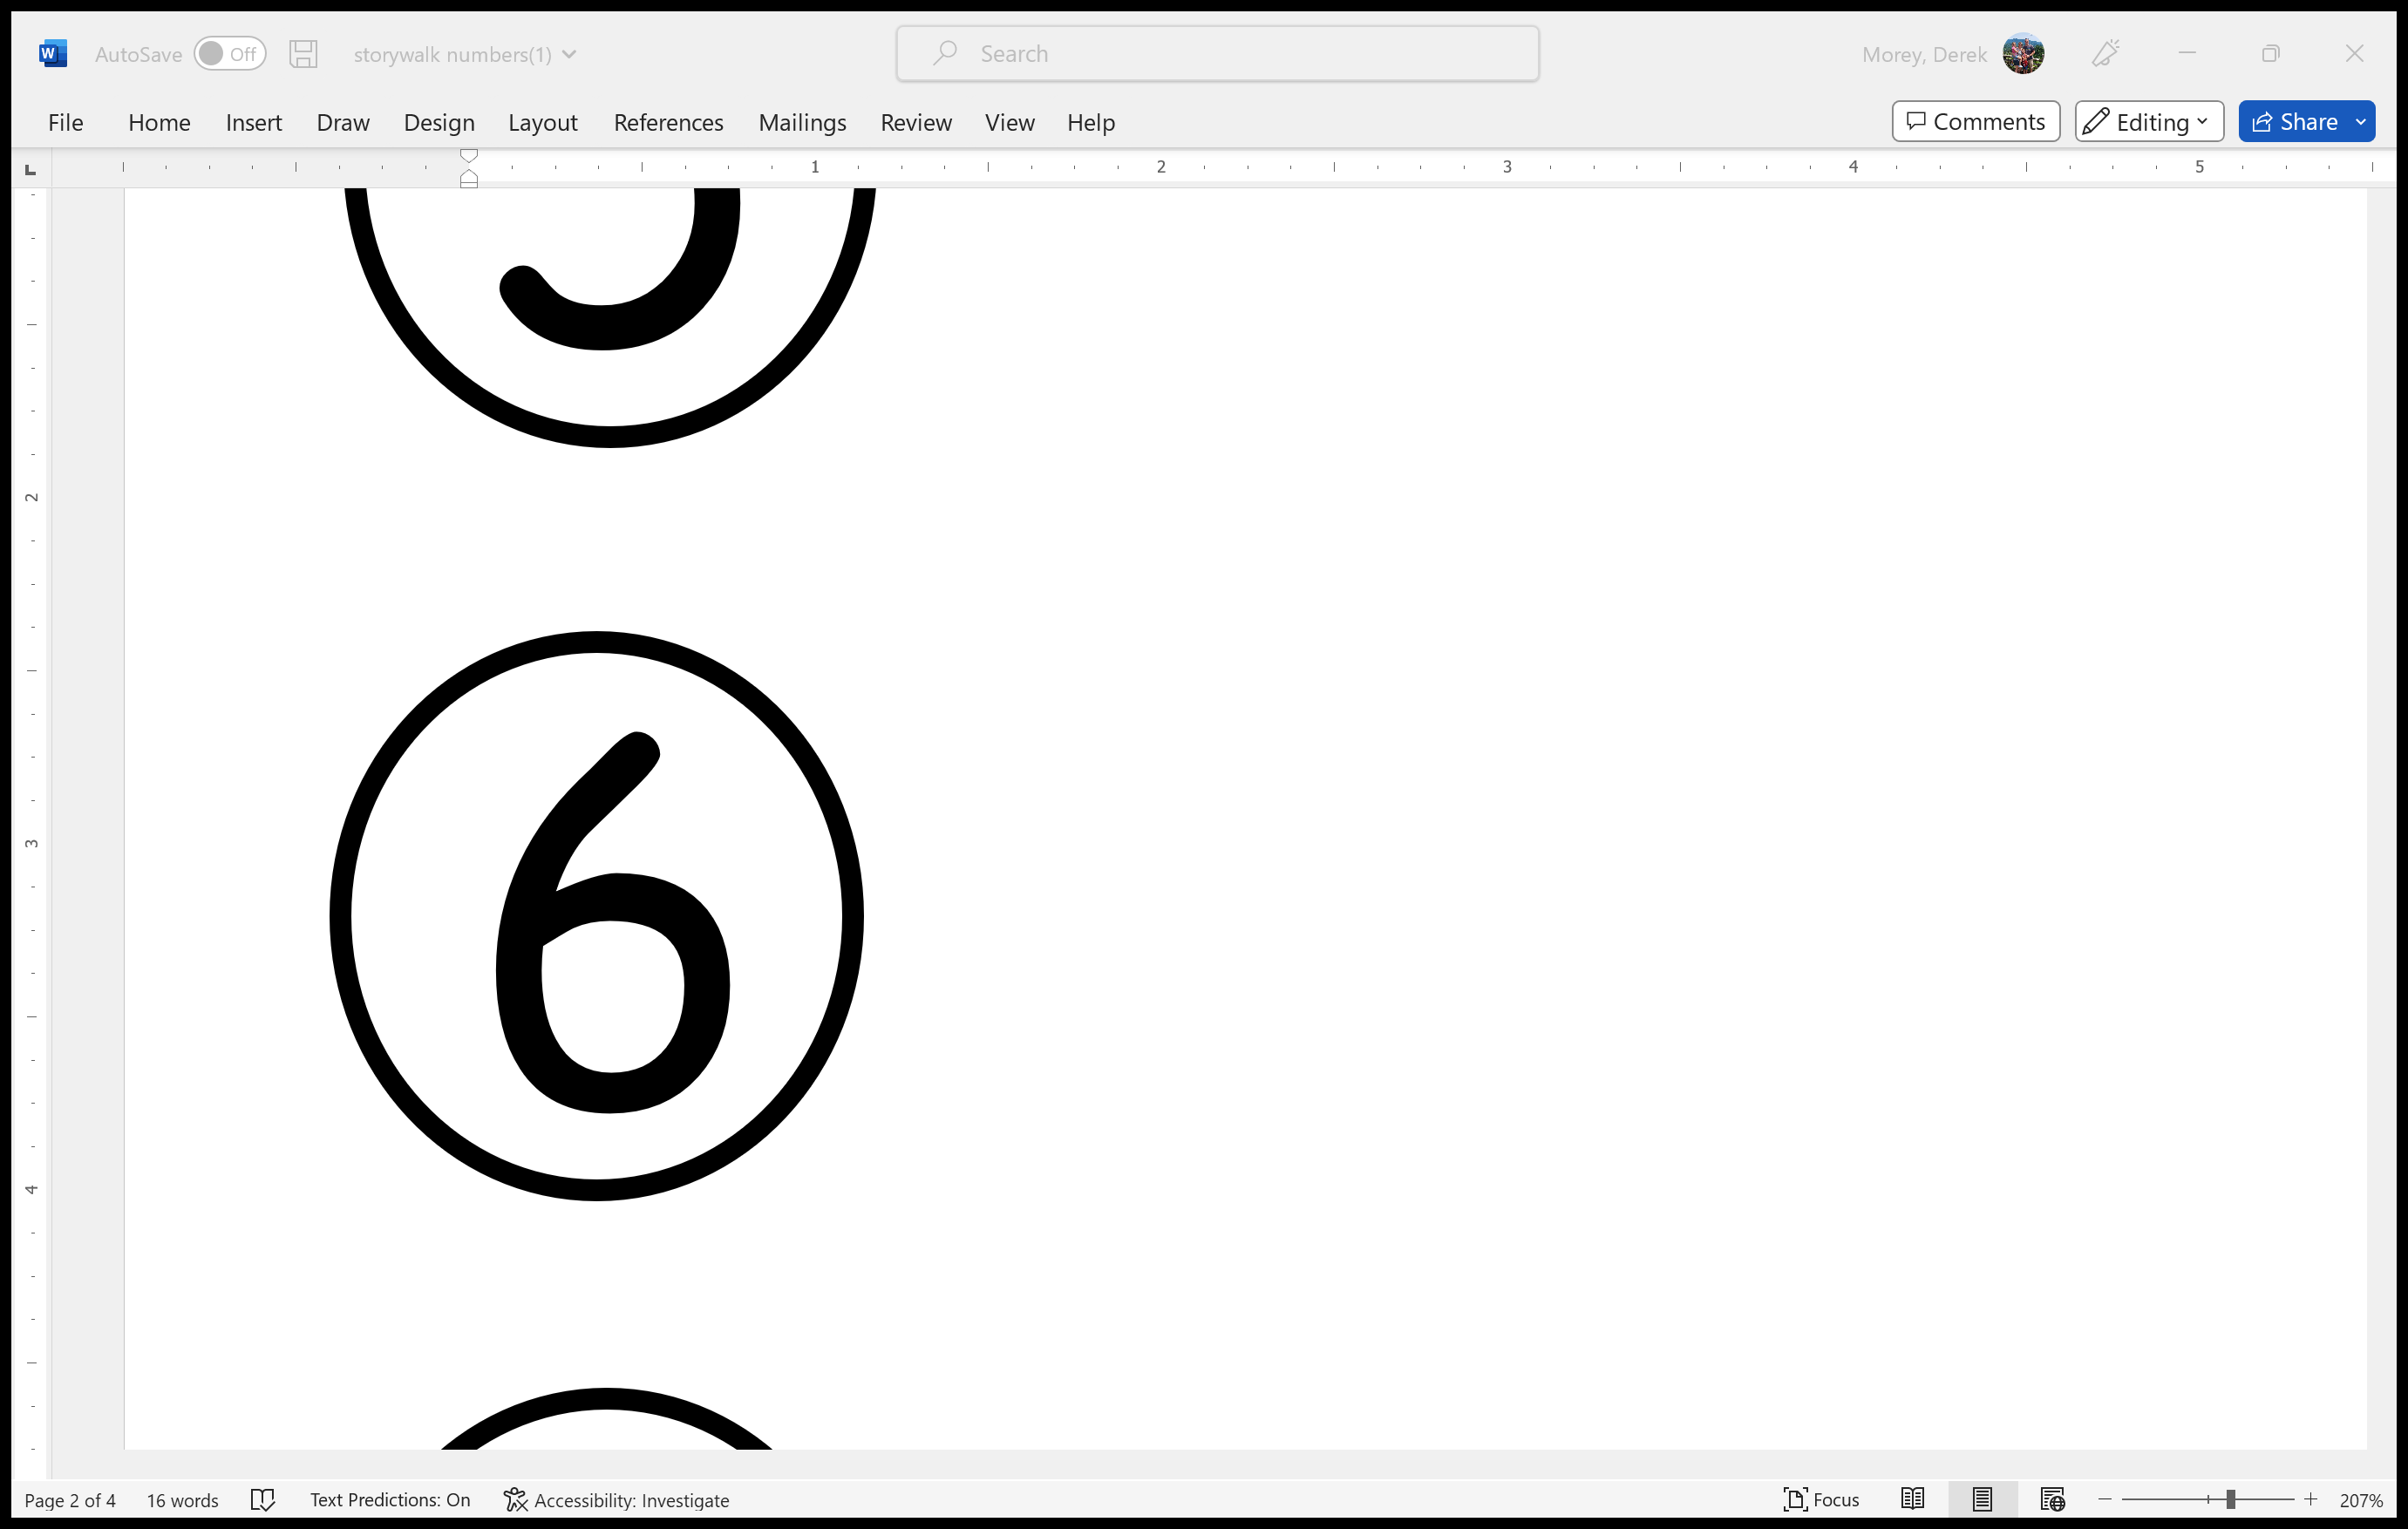 W AutoSave Off storywalk numbers(1) Search Morey, Derek
File Home Insert Draw Design Layout References Mailings Review View Help Comments Editing Share
1 2 3 4 5
2
6
3
4
Page 2 of 4 16 words Text Predictions: On Accessibility: Investigate Focus 207%